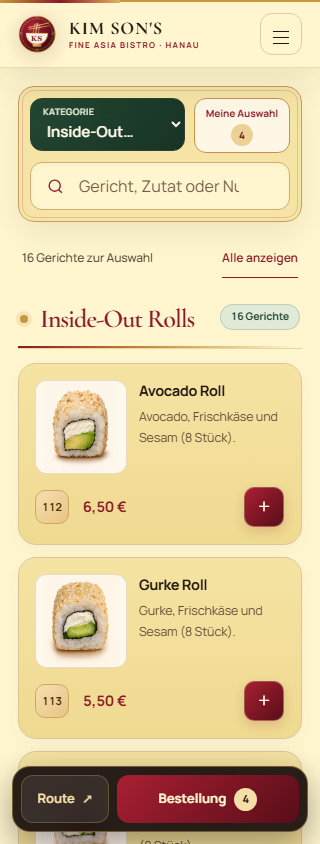 KS
KIM SON'S
FINE ASIA BISTRO · HANAU
KATEGORIE
Inside-Out...
Meine Auswahl
4
Gericht, Zutat oder Nu
16 Gerichte zur Auswahl
Alle anzeigen
Inside-Out Rolls
16 Gerichte
Avocado Roll
Avocado, Frischkäse und
Sesam (8 Stück).
112
6,50 €
+
Gurke Roll
Gurke, Frischkäse und
Sesam (8 Stück).
113
5,50 €
+
Route ↗
Bestellung 4